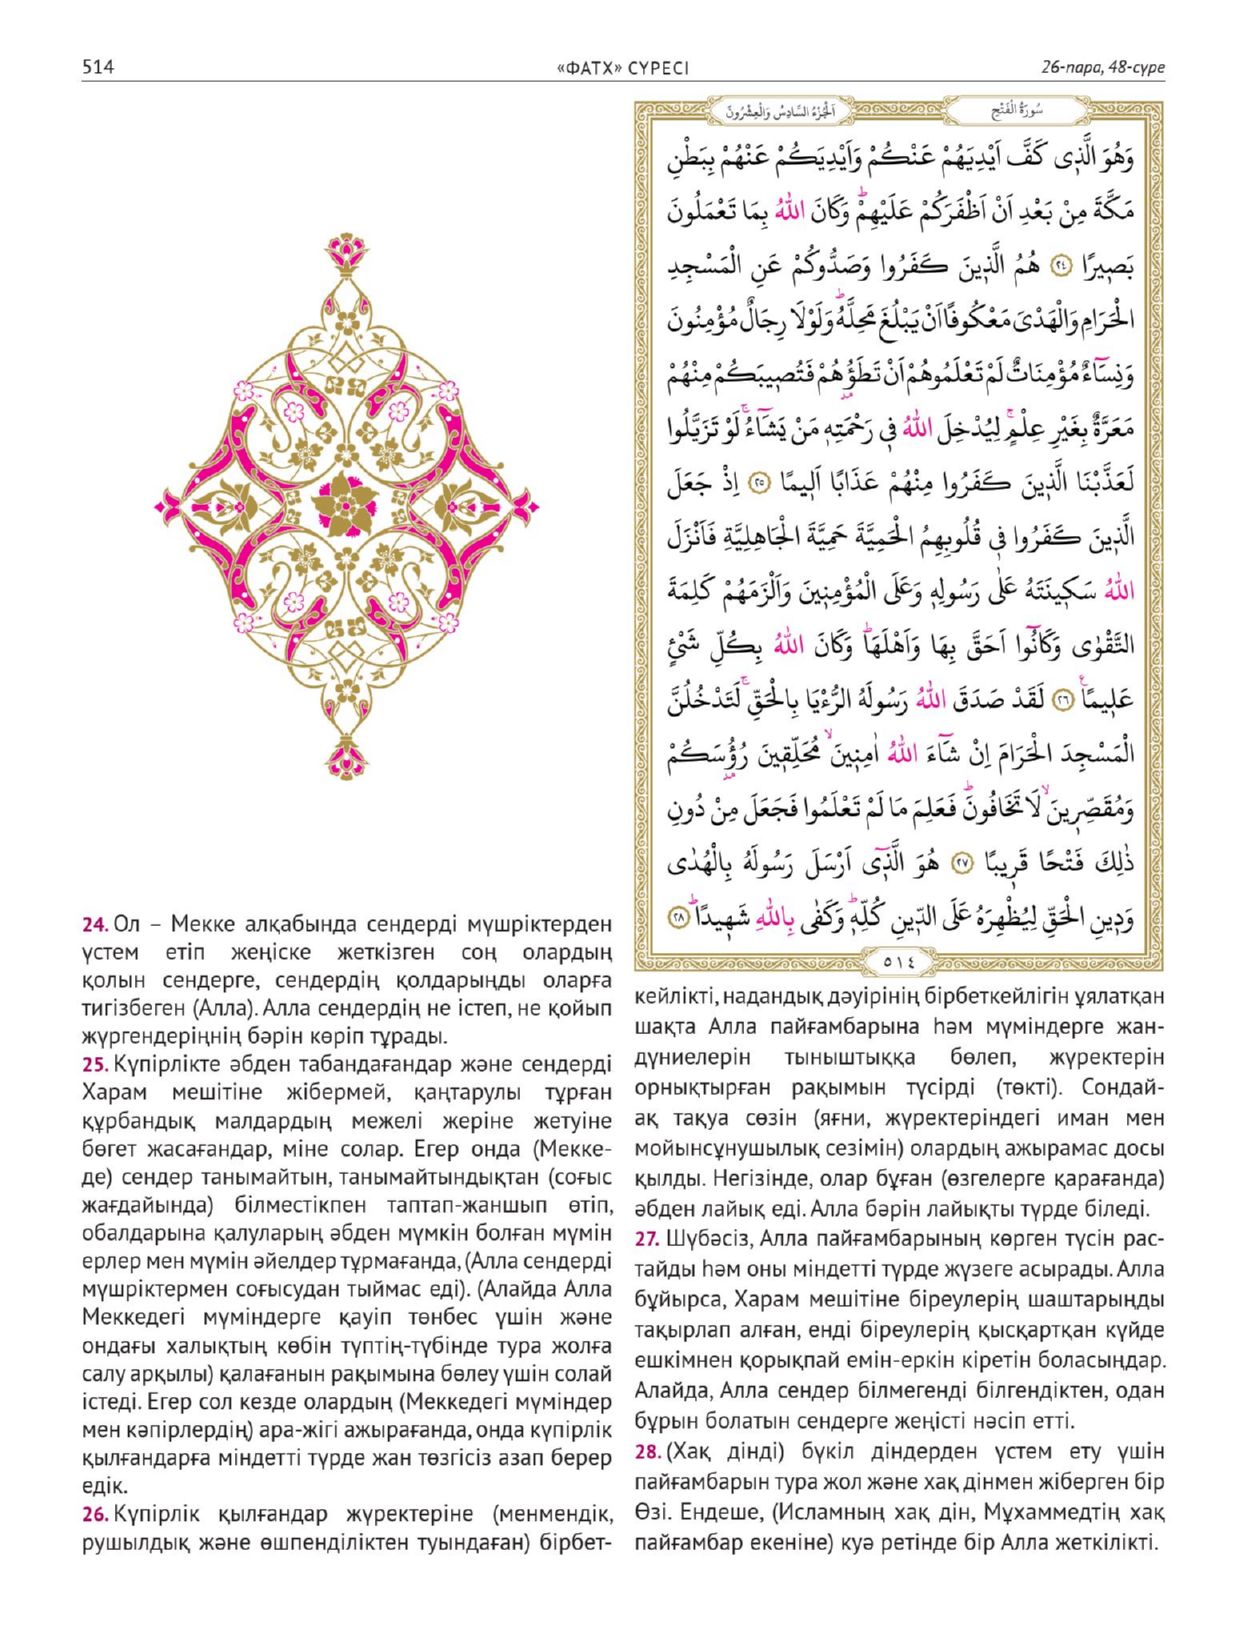 514
«ФАТХ» СҮРЕСІ
26-пара, 48-сүре
اَلْجُزْءُ السَّادِسُ وَالْعِشْرُونَ
سُورَةُ الْفَتْحِ
وَهُوَ الَّذ۪ى كَفَّ اَيْدِيَهُمْ عَنْكُمْ وَاَيْدِيَكُمْ عَنْهُمْ بِبَطْنِ
مَكَّةَ مِنْ بَعْدِ اَنْ اَظْفَرَكُمْ عَلَيْهِمْۜ وَكَانَ اللّٰهُ بِمَا تَعْمَلُونَ
بَص۪يرًا ﴿٢٤﴾ هُمُ الَّذ۪ينَ كَفَرُوا وَصَدُّوكُمْ عَنِ الْمَسْجِدِ
الْحَرَامِ وَالْهَدْىَ مَعْكُوفًا اَنْ يَبْلُغَ مَحِلَّهُۜ وَلَوْلَا رِجَالٌ مُؤْمِنُونَ
وَنِسَٓاءٌ مُؤْمِنَاتٌ لَمْ تَعْلَمُوهُمْ اَنْ تَطَؤُ۫هُمْ فَتُص۪يبَكُمْ مِنْهُمْ
مَعَرَّةٌ بِغَيْرِ عِلْمٍۚ لِيُدْخِلَ اللّٰهُ ف۪ى رَحْمَتِه۪ مَنْ يَشَٓاءُۚ لَوْ تَزَيَّلُوا
لَعَذَّبْنَا الَّذ۪ينَ كَفَرُوا مِنْهُمْ عَذَابًا اَل۪يمًا ﴿٢٥﴾ اِذْ جَعَلَ
الَّذ۪ينَ كَفَرُوا ف۪ى قُلُوبِهِمُ الْحَمِيَّةَ حَمِيَّةَ الْجَاهِلِيَّةِ فَاَنْزَلَ
اللّٰهُ سَك۪ينَتَهُ عَلٰى رَسُولِه۪ وَعَلَى الْمُؤْمِن۪ينَ وَاَلْزَمَهُمْ كَلِمَةَ
التَّقْوٰى وَكَانُٓوا اَحَقَّ بِهَا وَاَهْلَهَاۜ وَكَانَ اللّٰهُ بِكُلِّ شَىْءٍ
عَل۪يمًا۟ ﴿٢٦﴾ لَقَدْ صَدَقَ اللّٰهُ رَسُولَهُ الرُّءْيَا بِالْحَقِّۚ لَتَدْخُلُنَّ
الْمَسْجِدَ الْحَرَامَ اِنْ شَٓاءَ اللّٰهُ اٰمِن۪ينَۙ مُحَلِّق۪ينَ رُؤُ۫سَكُمْ
وَمُقَصِّر۪ينَۙ لَا تَخَافُونَۜ فَعَلِمَ مَا لَمْ تَعْلَمُوا فَجَعَلَ مِنْ دُونِ
ذٰلِكَ فَتْحًا قَر۪يبًا ﴿٢٧﴾ هُوَ الَّذ۪ٓى اَرْسَلَ رَسُولَهُ بِالْهُدٰى
وَد۪ينِ الْحَقِّ لِيُظْهِرَهُ عَلَى الدّ۪ينِ كُلِّه۪ۜ وَكَفٰى بِاللّٰهِ شَه۪يدًاۜ ﴿٢٨﴾
٥١٤
24. Ол – Мекке алқабында сендерді мүшріктерден
үстем етіп жеңіске жеткізген соң олардың
қолын сендерге, сендердің қолдарыңды оларға
тигізбеген (Алла). Алла сендердің не істеп, не қойып
жүргендеріңнің бәрін көріп тұрады.
25. Күпірлікте әбден табандағандар және сендерді
Харам мешітіне жібермей, қаңтарулы тұрған
құрбандық малдардың межелі жеріне жетуіне
бөгет жасағандар, міне солар. Егер онда (Мекке-
де) сендер танымайтын, танымайтындықтан (соғыс
жағдайында) білместікпен таптап-жаншып өтіп,
обалдарына қалуларың әбден мүмкін болған мүмін
ерлер мен мүмін әйелдер тұрмағанда, (Алла сендерді
мүшріктермен соғысудан тыймас еді). (Алайда Алла
Меккедегі мүміндерге қауіп төнбес үшін және
ондағы халықтың көбін түптің-түбінде тура жолға
салу арқылы) қалағанын рақымына бөлеу үшін солай
істеді. Егер сол кезде олардың (Меккедегі мүміндер
мен кәпірлердің) ара-жігі ажырағанда, онда күпірлік
қылғандарға міндетті түрде жан төзгісіз азап берер
едік.
26. Күпірлік қылғандар жүректеріне (менмендік,
рушылдық және өшпенділіктен туындаған) бірбет-
кейлікті, надандық дәуірінің бірбеткейлігін ұялатқан
шақта Алла пайғамбарына һәм мүміндерге жан-
дүниелерін тыныштыққа бөлеп, жүректерін
орнықтырған рақымын түсірді (төкті). Сондай-
ақ тақуа сөзін (яғни, жүректеріндегі иман мен
мойынсұнушылық сезімін) олардың ажырамас досы
қылды. Негізінде, олар бұған (өзгелерге қарағанда)
әбден лайық еді. Алла бәрін лайықты түрде біледі.
27. Шүбәсіз, Алла пайғамбарының көрген түсін рас-
тайды һәм оны міндетті түрде жүзеге асырады. Алла
бұйырса, Харам мешітіне біреулерің шаштарыңды
тақырлап алған, енді біреулерің қысқартқан күйде
ешкімнен қорықпай емін-еркін кіретін боласыңдар.
Алайда, Алла сендер білмегенді білгендіктен, одан
бұрын болатын сендерге жеңісті нәсіп етті.
28. (Хақ дінді) бүкіл діндерден үстем ету үшін
пайғамбарын тура жол және хақ дінмен жіберген бір
Өзі. Ендеше, (Исламның хақ дін, Мұхаммедтің хақ
пайғамбар екеніне) куә ретінде бір Алла жеткілікті.